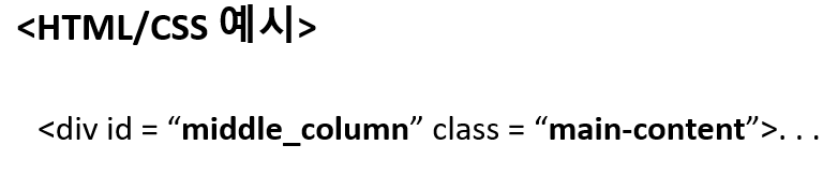 <HTML/CSS 예시>
<div id = “middle_column” class = “main-content”>. . .